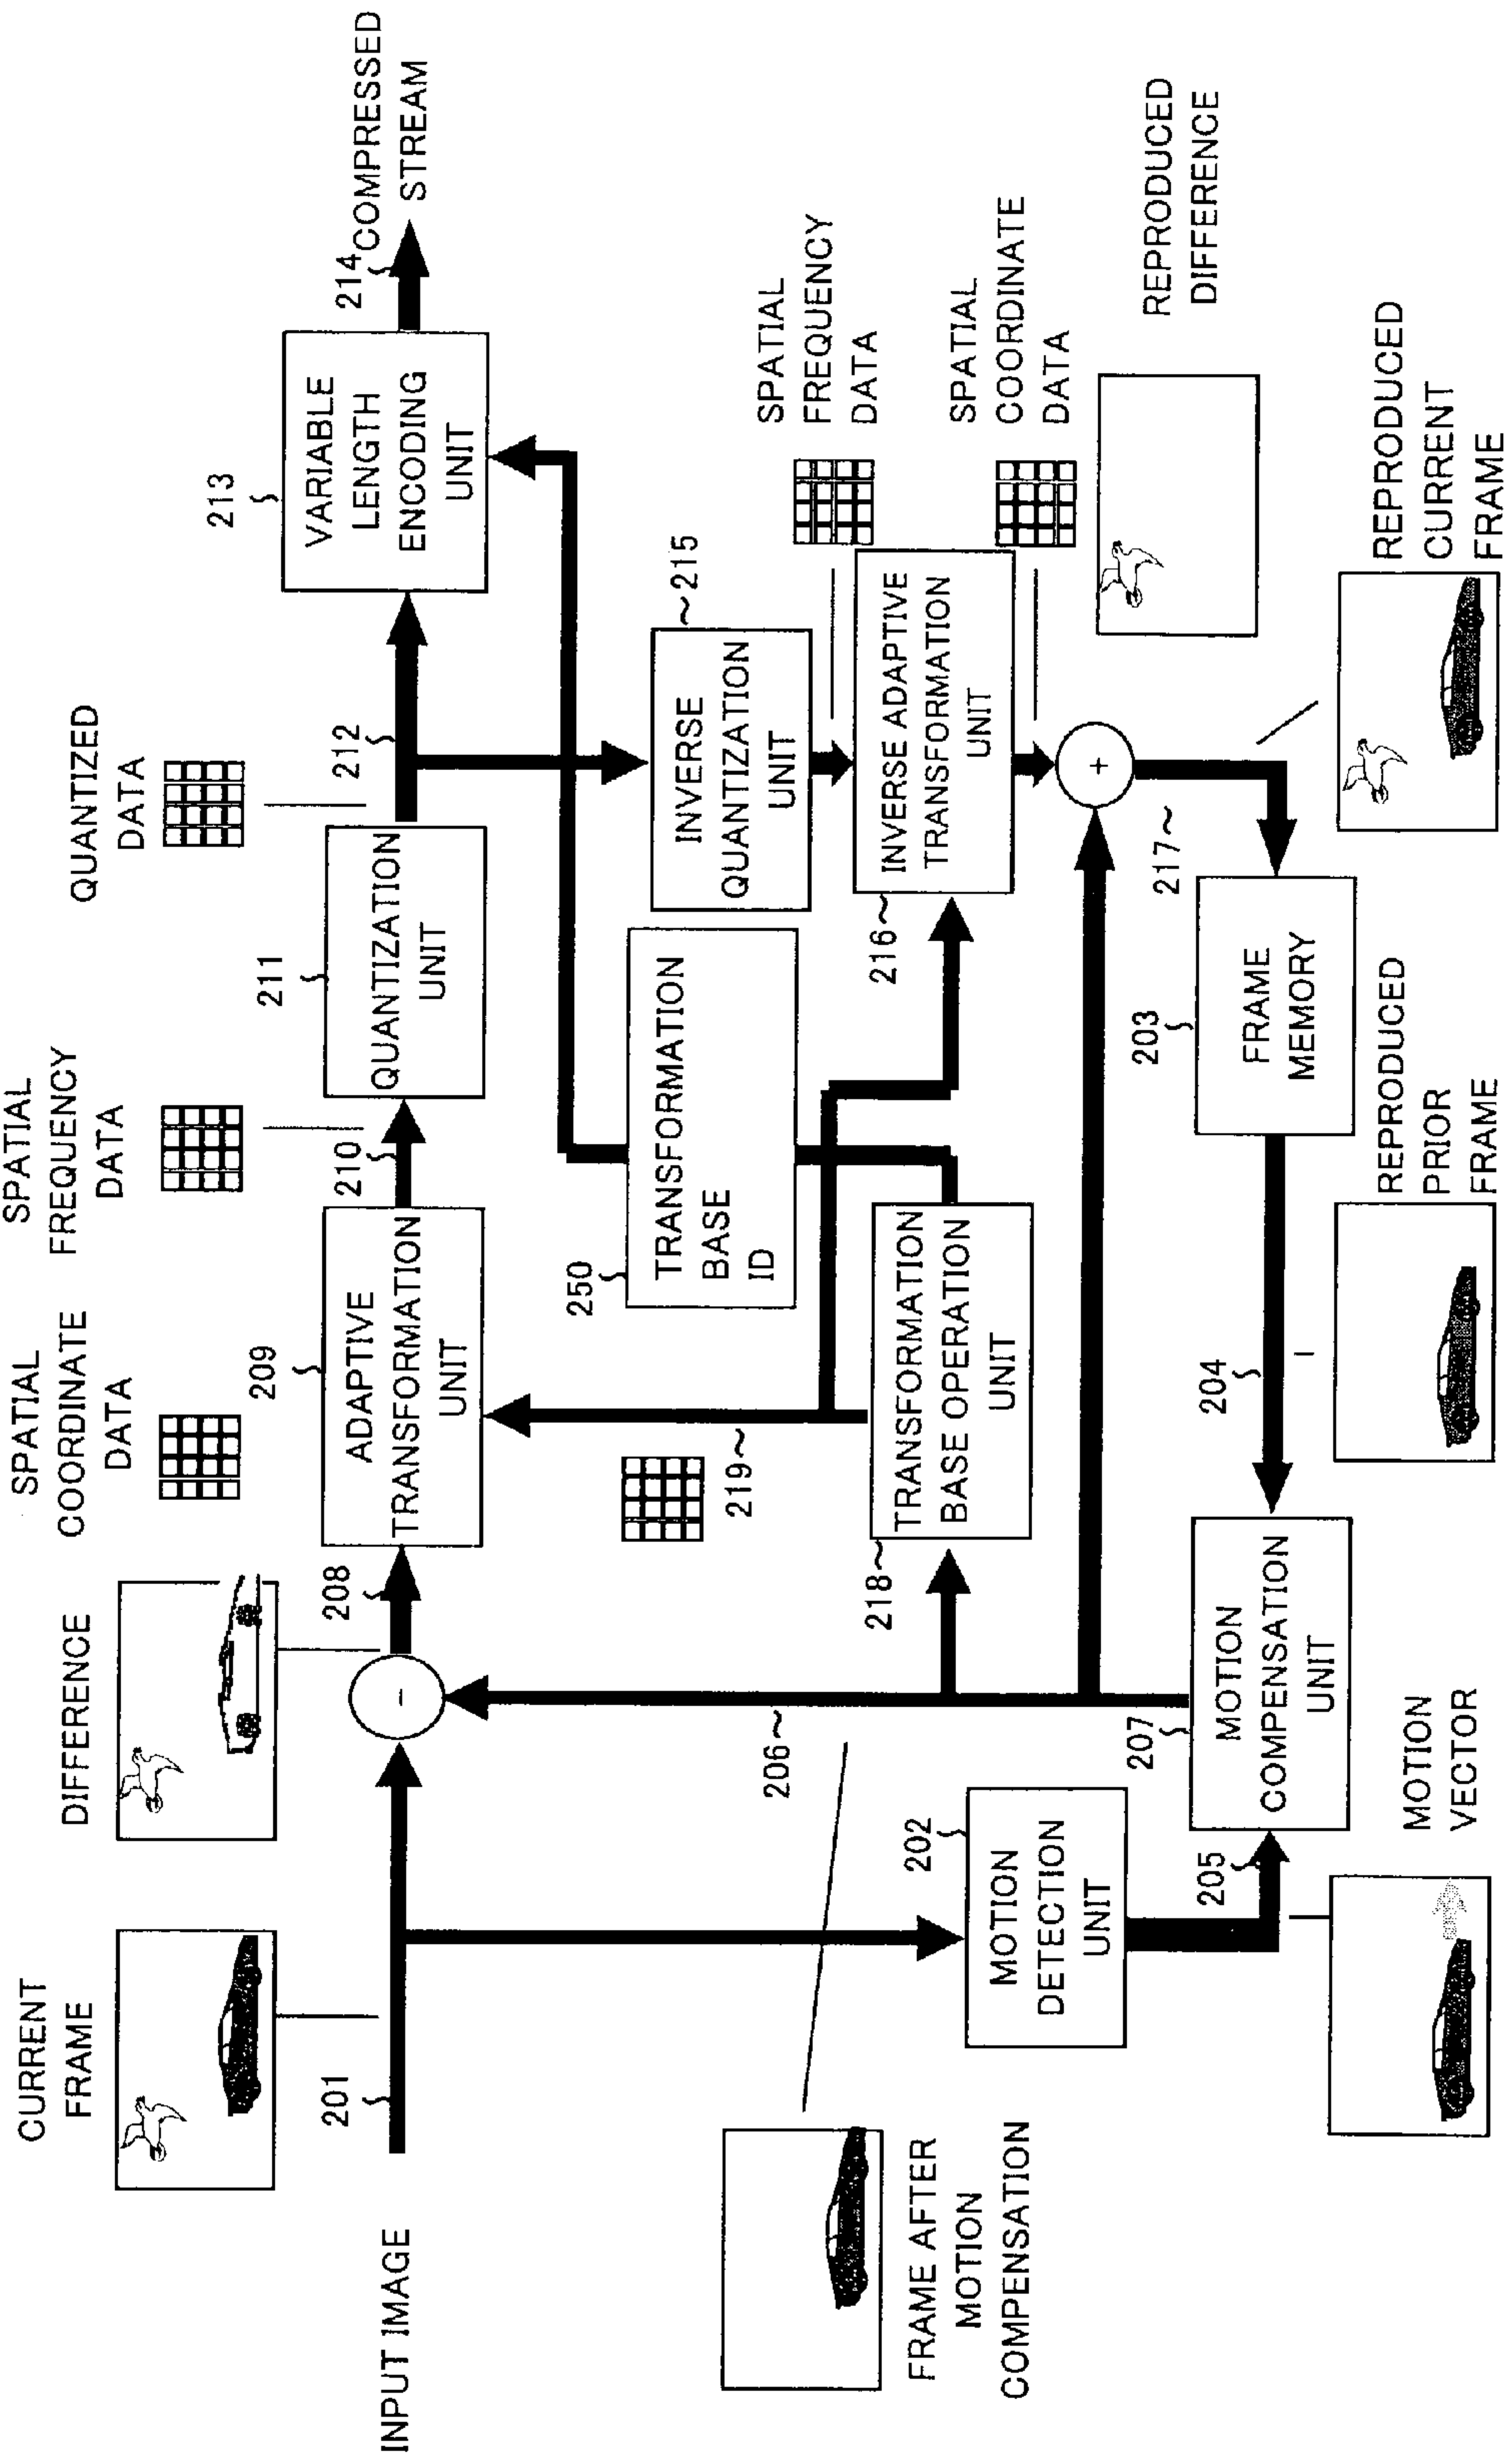 CURRENT
FRAME
DIFFERENCE
SPATIAL
COORDINATE
DATA
SPATIAL
FREQUENCY
DATA
QUANTIZED
DATA
INPUT IMAGE
201
208
209
ADAPTIVE
TRANSFORMATION
UNIT
210
211
QUANTIZATION
UNIT
212
213
VARIABLE
LENGTH
ENCODING
UNIT
214
COMPRESSED
STREAM
-
206
219
250
TRANSFORMATION
BASE
ID
INVERSE
QUANTIZATION
UNIT
215
SPATIAL
FREQUENCY
DATA
FRAME AFTER
MOTION
COMPENSATION
202
MOTION
DETECTION
UNIT
218
TRANSFORMATION
BASE OPERATION
UNIT
216
INVERSE ADAPTIVE
TRANSFORMATION
UNIT
SPATIAL
COORDINATE
DATA
+
REPRODUCED
DIFFERENCE
205
207
MOTION
COMPENSATION
UNIT
204
203
FRAME
MEMORY
217
MOTION
VECTOR
REPRODUCED
PRIOR
FRAME
REPRODUCED
CURRENT
FRAME